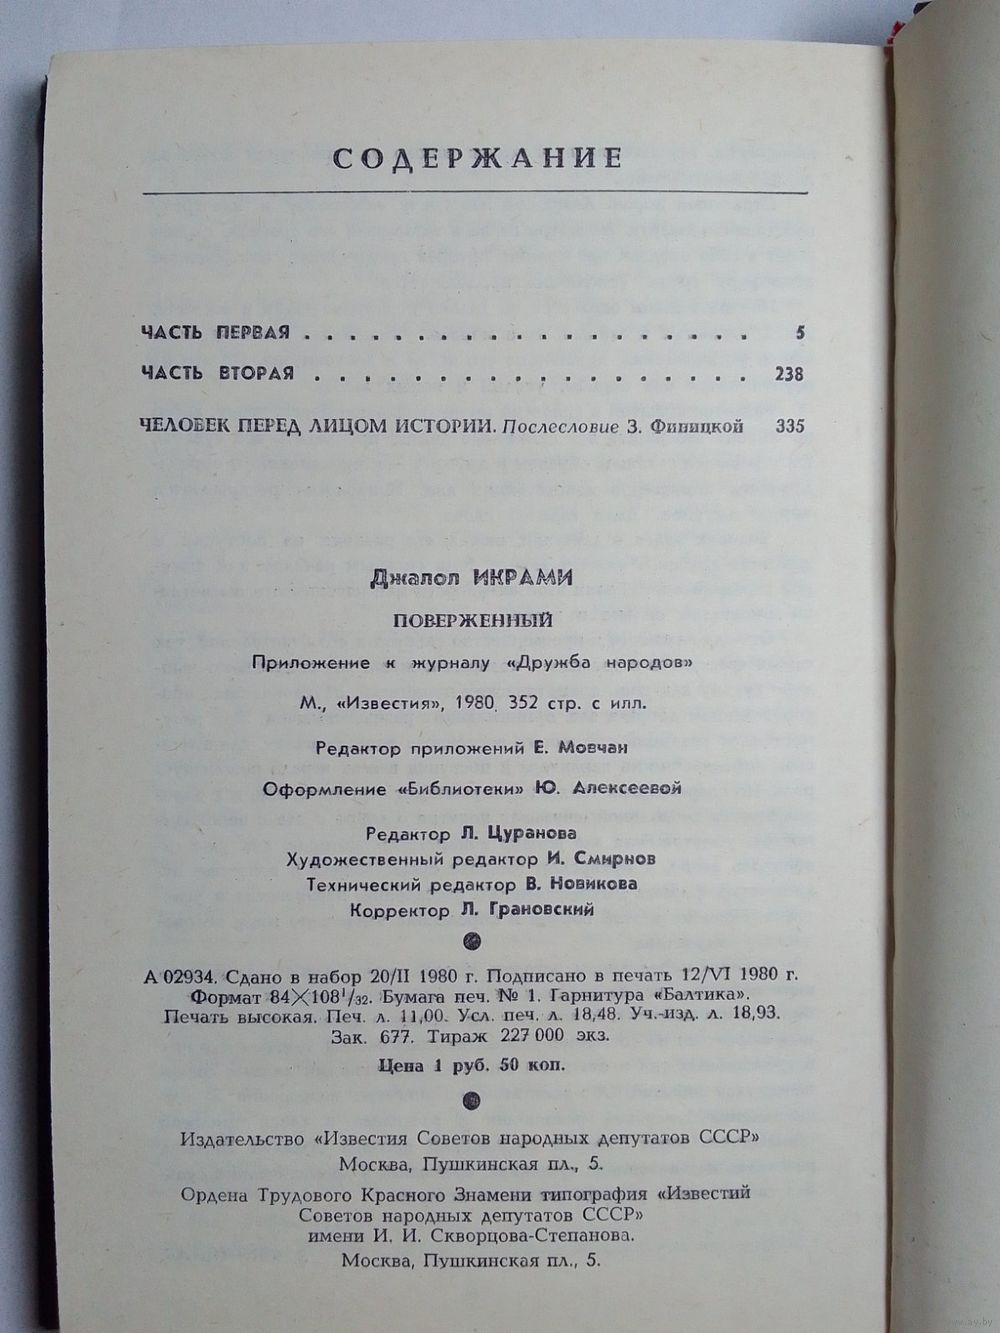 СОДЕРЖАНИЕ
ЧАСТЬ ПЕРВАЯ . . . . . . . . . . . . . . . . . . 5
ЧАСТЬ ВТОРАЯ . . . . . . . . . . . . . . . . . . 238
ЧЕЛОВЕК ПЕРЕД ЛИЦОМ ИСТОРИИ. Послесловие З. Финицкой 335
Джалол ИКРАМИ
ПОВЕРЖЕННЫЙ
Приложение к журналу «Дружба народов»
М., «Известия», 1980, 352 стр. с илл.
Редактор приложений Е. Мовчан
Оформление «Библиотеки» Ю. Алексеевой
Редактор Л. Цуранова
Художественный редактор И. Смирнов
Технический редактор В. Новикова
Корректор Л. Грановский
А 02934. Сдано в набор 20/II 1980 г. Подписано в печать 12/VI 1980 г.
Формат 84×108¹/₃₂. Бумага печ. № 1. Гарнитура «Балтика».
Печать высокая. Печ. л. 11,00. Усл. печ. л. 18,48. Уч.-изд. л. 18,93.
Зак. 677. Тираж 227 000 экз.
Цена 1 руб. 50 коп.
Издательство «Известия Советов народных депутатов СССР»
Москва, Пушкинская пл., 5.
Ордена Трудового Красного Знамени типография «Известий
Советов народных депутатов СССР»
имени И. И. Скворцова-Степанова.
Москва, Пушкинская пл., 5.
www.ay.by